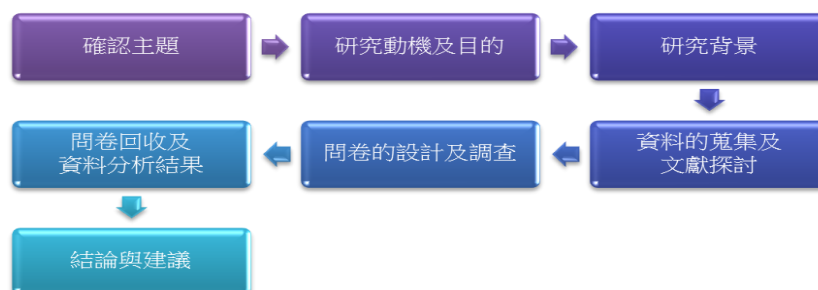 確認主題
研究動機及目的
研究背景
資料的蒐集及
文獻探討
問卷的設計及調查
問卷回收及
資料分析結果
結論與建議